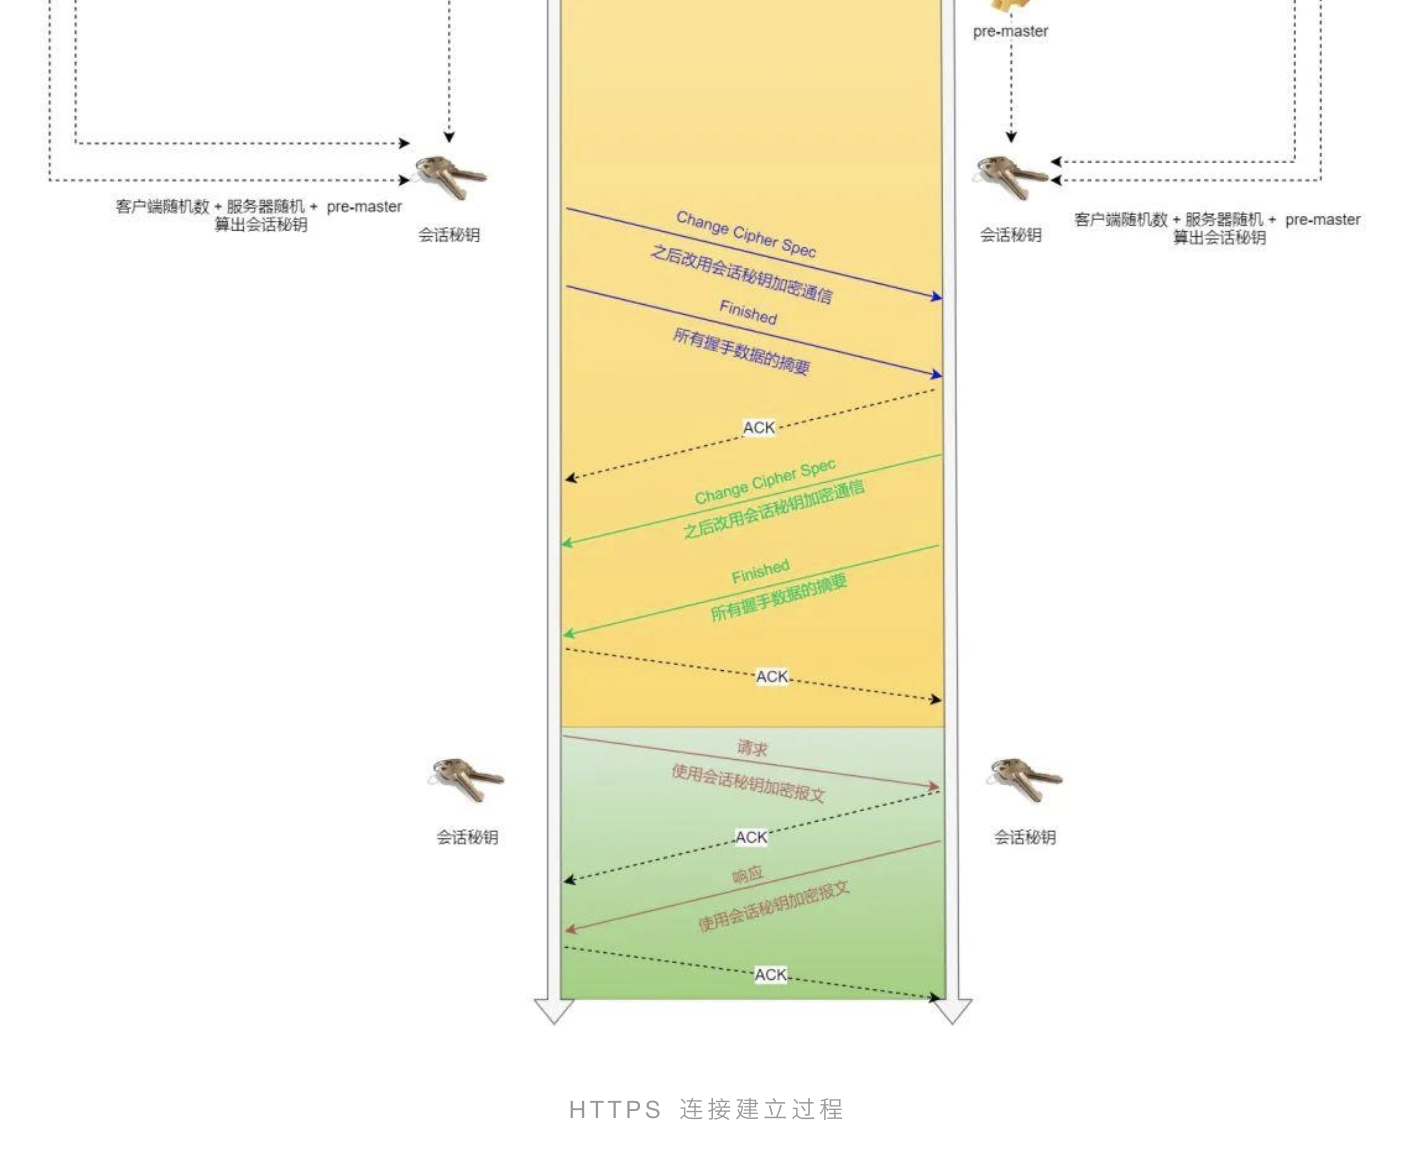 pre-master
客户端随机数 + 服务器随机 + pre-master
算出会话秘钥
会话秘钥
会话秘钥
客户端随机数 + 服务器随机 + pre-master
算出会话秘钥
Change Cipher Spec
之后改用会话秘钥加密通信
Finished
所有握手数据的摘要
ACK
Change Cipher Spec
之后改用会话秘钥加密通信
Finished
所有握手数据的摘要
ACK
请求
使用会话秘钥加密报文
会话秘钥
会话秘钥
ACK
响应
使用会话秘钥加密报文
ACK
HTTPS 连接建立过程